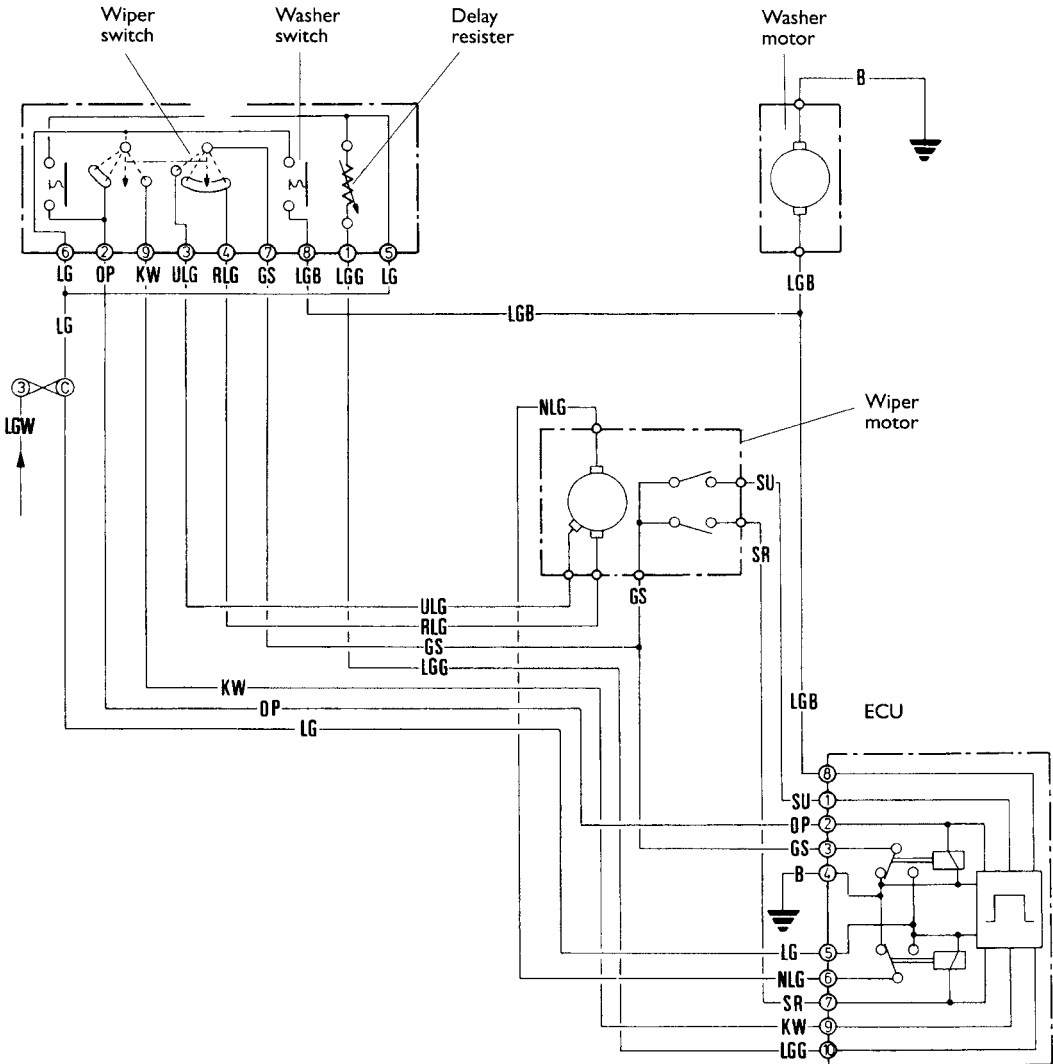 Wiper
switch
Washer
switch
Delay
resister
Washer
motor
B
6 2 9 3 4 7 8 1 5
LG OP KW ULG RLG GS LGB LGG LG
LGB
LG
LGB
3 C
LGW
NLG
Wiper
motor
SU
SR
GS
ULG
RLG
GS
LGG
KW
OP
LG
LGB
ECU
8
SU 1
OP 2
GS 3
B 4
LG 5
NLG 6
SR 7
KW 9
LGG 10